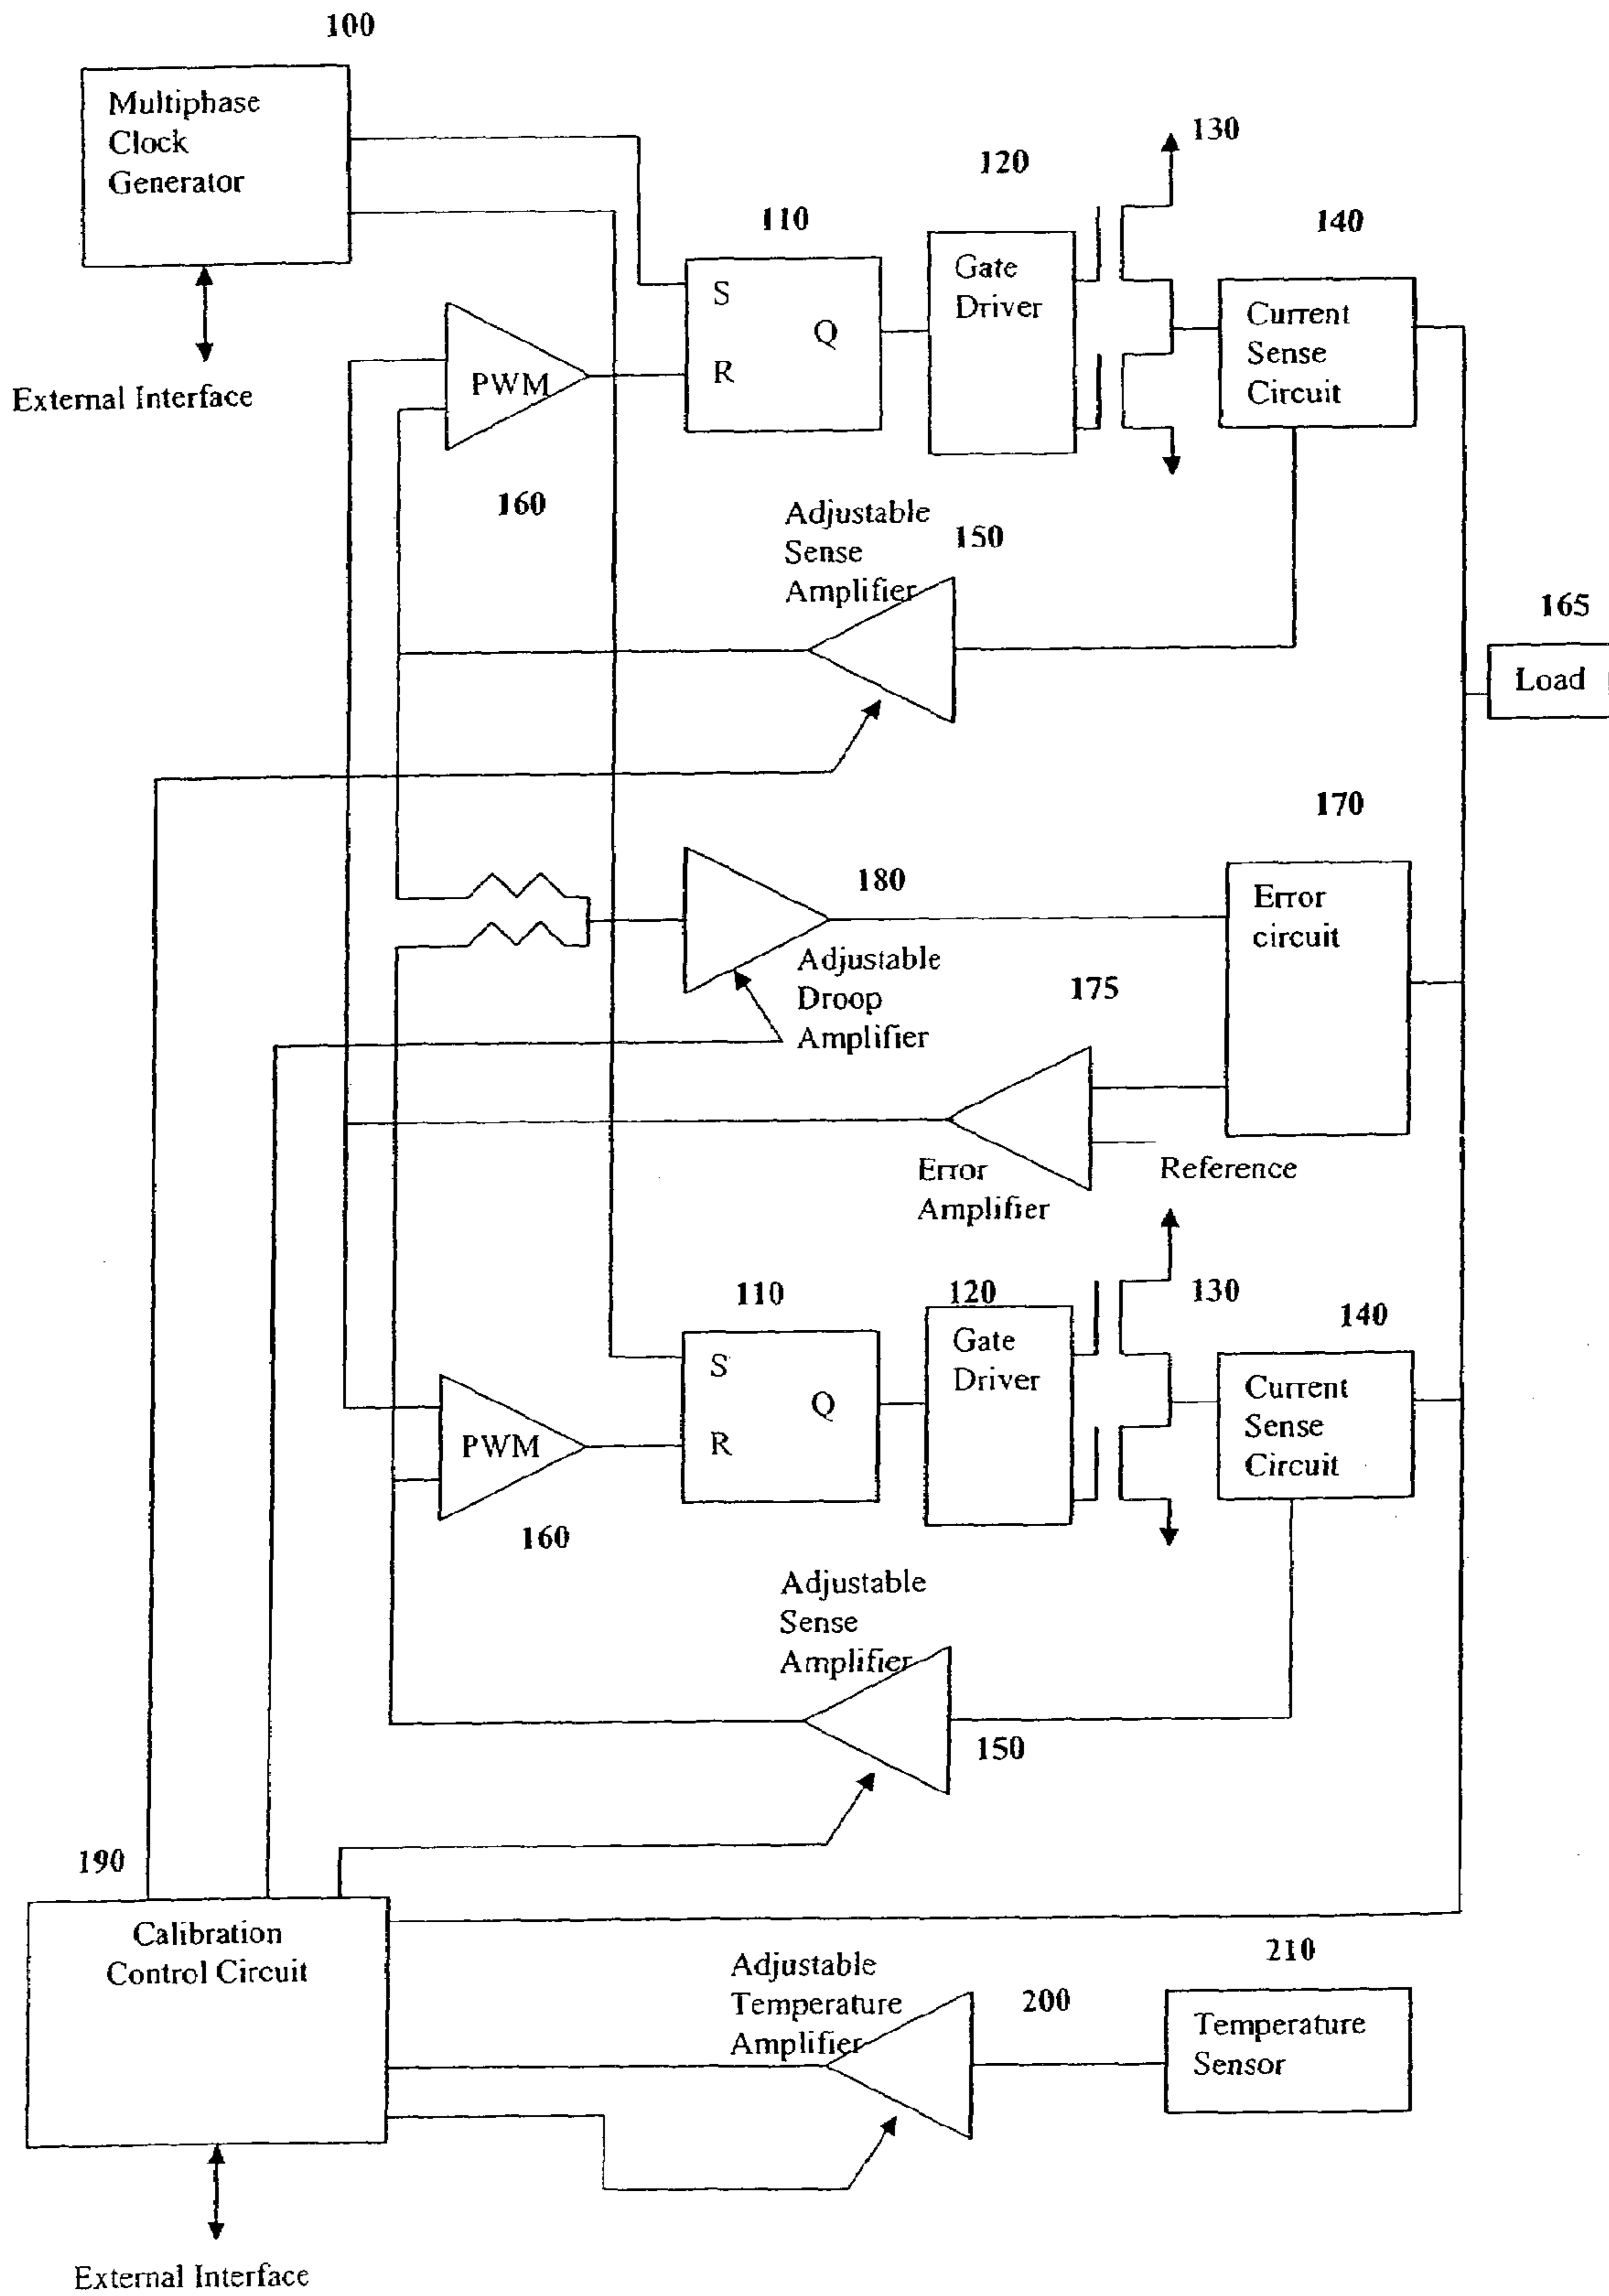 100
Multiphase
Clock
Generator
External Interface
110
S
R
Q
120
Gate
Driver
130
140
Current
Sense
Circuit
PWM
160
Adjustable
Sense
Amplifier
150
165
Load
170
Error
circuit
180
Adjustable
Droop
Amplifier
175
Error
Amplifier
Reference
110
S
R
Q
120
Gate
Driver
130
140
Current
Sense
Circuit
PWM
160
Adjustable
Sense
Amplifier
150
190
Calibration
Control Circuit
Adjustable
Temperature
Amplifier
200
210
Temperature
Sensor
External Interface